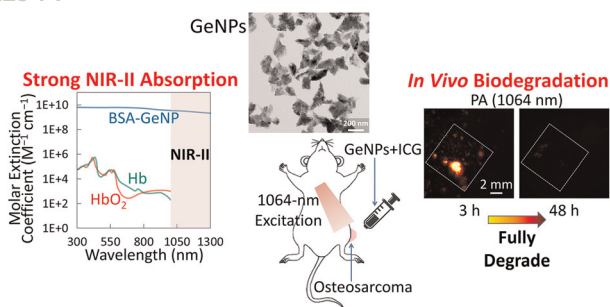 GeNPs
200 nm
Strong NIR-II Absorption
Molar Extinction
Coefficient (M⁻¹ cm⁻¹)
1E+10
1E+8
1E+6
1E+4
1E+2
1E+0
BSA-GeNP
NIR-II
Hb
HbO₂
300 550 800 1050 1300
Wavelength (nm)
GeNPs+ICG
1064-nm
Excitation
Osteosarcoma
In Vivo Biodegradation
PA (1064 nm)
2 mm
3 h 48 h
Fully
Degrade